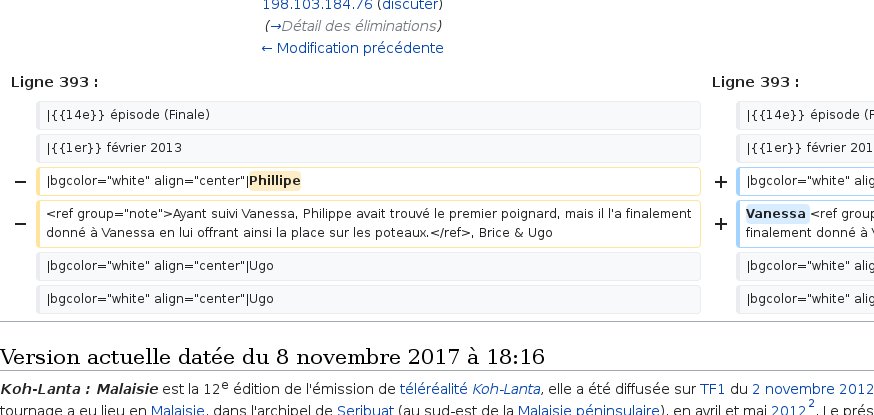 198.103.184.76 (discuter)
(→Détail des éliminations)
← Modification précédente
Ligne 393 :
Ligne 393 :
|{{14e}} épisode (Finale)
|{{14e}} épisode (F
|{{1er}} février 2013
|{{1er}} février 201
− |bgcolor="white" align="center"|Phillipe
+ |bgcolor="white" alig
− <ref group="note">Ayant suivi Vanessa, Philippe avait trouvé le premier poignard, mais il l'a finalement
donné à Vanessa en lui offrant ainsi la place sur les poteaux.</ref>, Brice & Ugo
+ Vanessa <ref group
finalement donné à V
|bgcolor="white" align="center"|Ugo
|bgcolor="white" alig
|bgcolor="white" align="center"|Ugo
|bgcolor="white" alig
Version actuelle datée du 8 novembre 2017 à 18:16
Koh-Lanta : Malaisie est la 12e édition de l'émission de téléréalité Koh-Lanta, elle a été diffusée sur TF1 du 2 novembre 2012
tournage a eu lieu en Malaisie, dans l'archipel de Seribuat (au sud-est de la Malaisie péninsulaire), en avril et mai 2012². Le prés